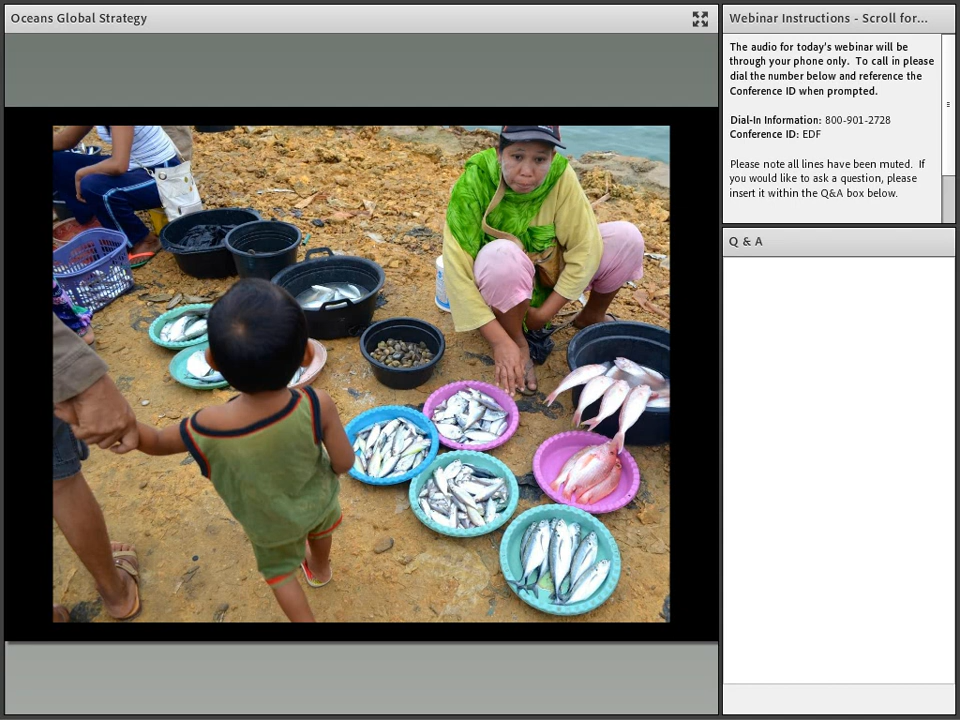 Oceans Global Strategy
Webinar Instructions - Scroll for...
The audio for today's webinar will be
through your phone only.  To call in please
dial the number below and reference the
Conference ID when prompted.
Dial-In Information: 800-901-2728
Conference ID: EDF
Please note all lines have been muted.  If
you would like to ask a question, please
insert it within the Q&A box below.
Q & A